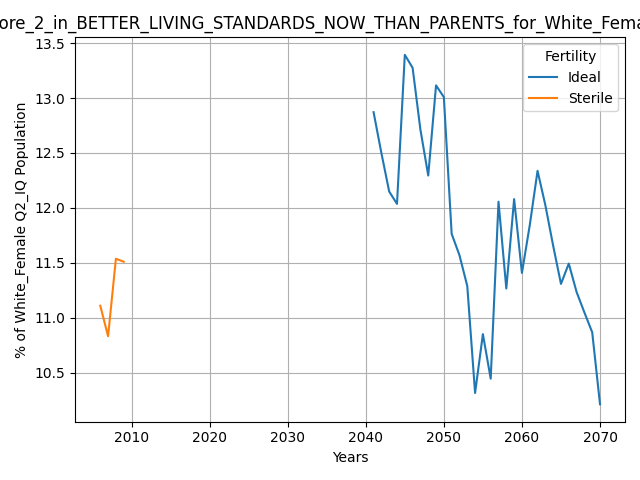 ore_2_in_BETTER_LIVING_STANDARDS_NOW_THAN_PARENTS_for_White_Fema
Fertility
Ideal
Sterile
% of White_Female Q2_IQ Population
13.5
13.0
12.5
12.0
11.5
11.0
10.5
2010 2020 2030 2040 2050 2060 2070
Years